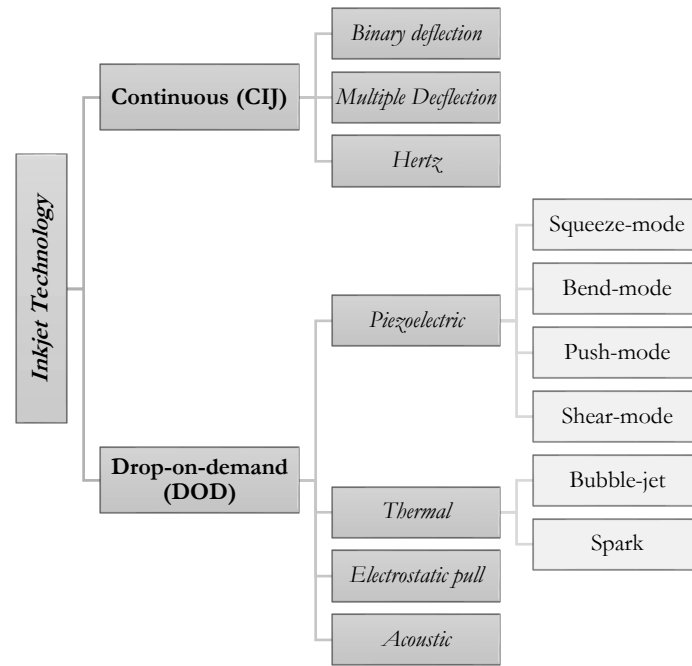 Inkjet Technology
Continuous (CIJ)
Binary deflection
Multiple Decflection
Hertz
Drop-on-demand
(DOD)
Piezoelectric
Squeeze-mode
Bend-mode
Push-mode
Shear-mode
Thermal
Bubble-jet
Spark
Electrostatic pull
Acoustic